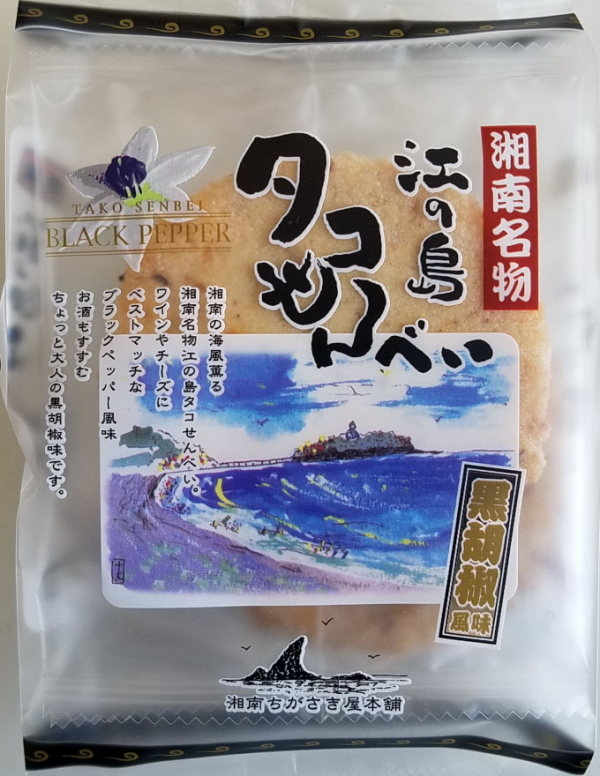 湘南名物
江の島
タコせんべい
TAKO SENBEI
BLACK PEPPER
湘南の海風薫る
湘南名物江の島タコせんべい。
ワインやチーズに
ベストマッチな
ブラックペッパー風味
お酒もすすむ
ちょっと大人の黒胡椒味です。
黒胡椒
風味
湘南ちがさき屋本舗